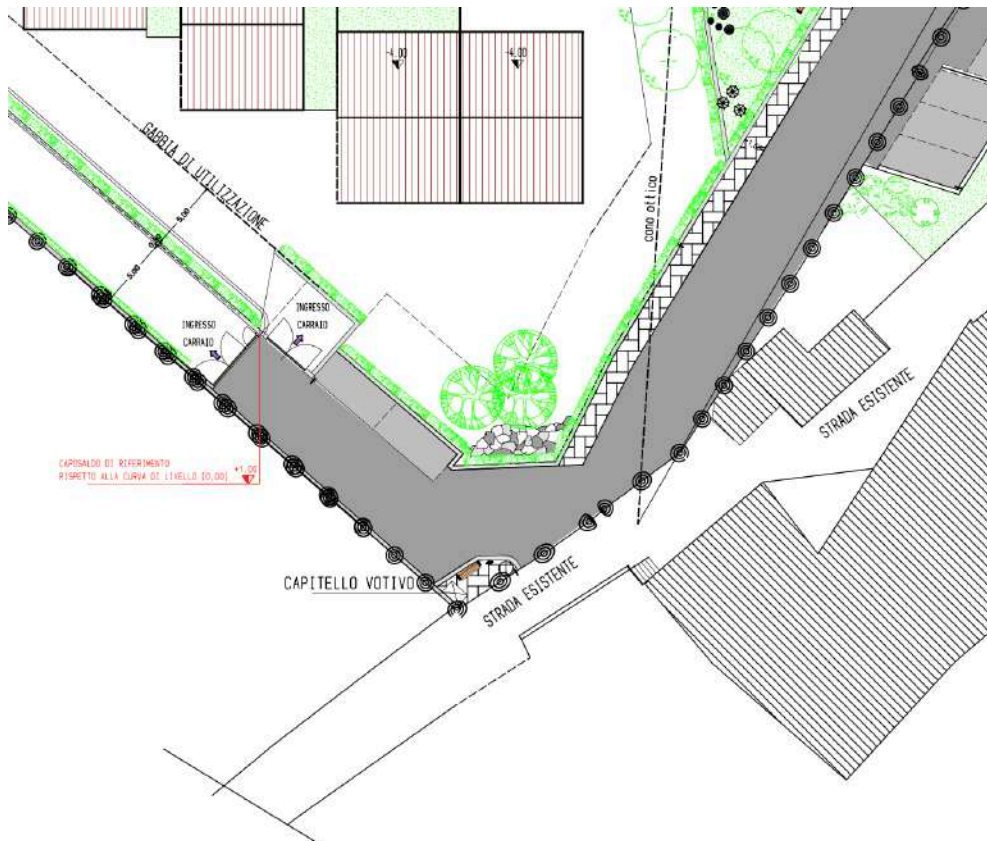 -4.00
-4.00
GABBIA DI UTILIZZAZIONE
cono ottico
5.00
5.00
INGRESSO
CARRAIO
INGRESSO
CARRAIO
STRADA ESISTENTE
CAPOSALDO DI RIFERIMENTO
RISPETTO ALLA CURVA DI LIVELLO (0,00)
+1.00
CAPITELLO VOTIVO
STRADA ESISTENTE